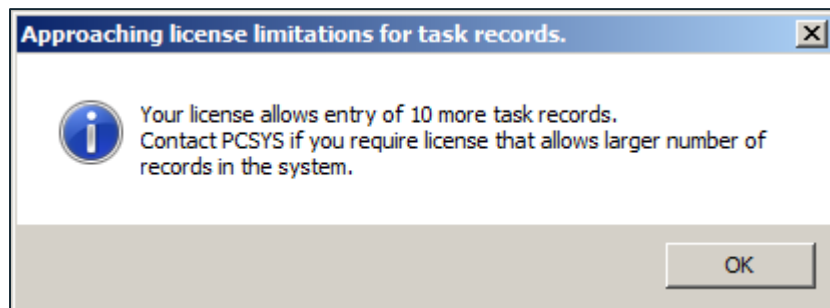 Approaching license limitations for task records.
Your license allows entry of 10 more task records.
Contact PCSYS if you require license that allows larger number of
records in the system.
OK